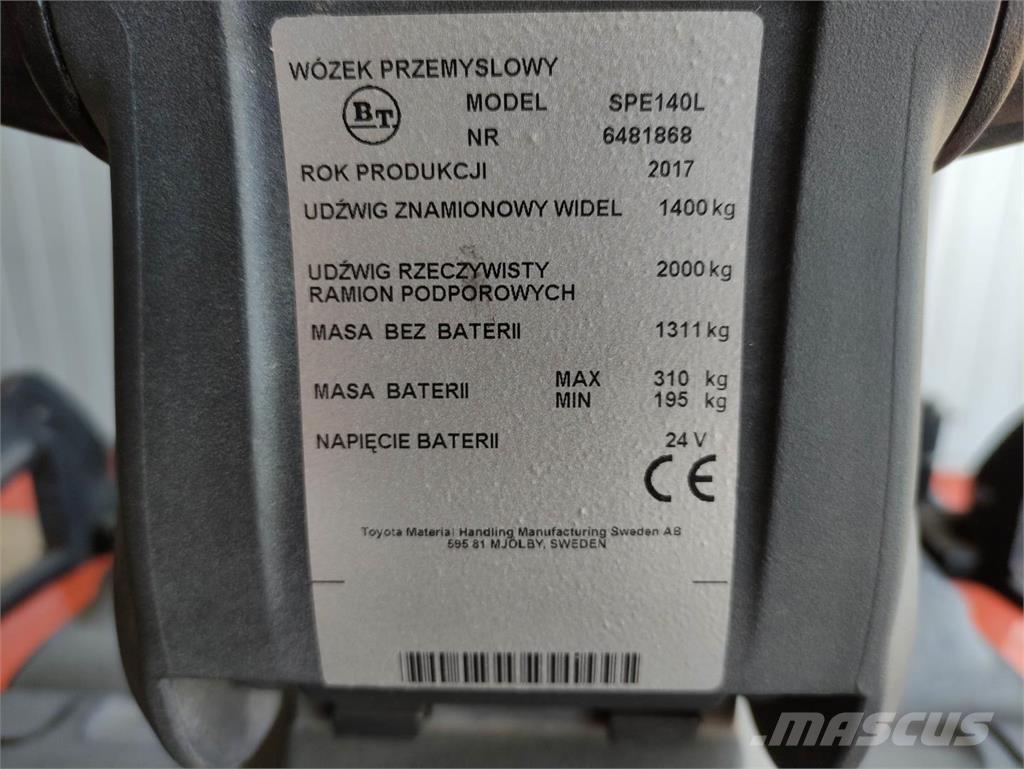 WÓZEK PRZEMYSLOWY
BT MODEL SPE140L
NR 6481868
ROK PRODUKCJI 2017
UDŹWIG ZNAMIONOWY WIDEL 1400 kg
UDŹWIG RZECZYWISTY 2000 kg
RAMION PODPOROWYCH
MASA BEZ BATERII 1311 kg
MASA BATERII MAX 310 kg
MIN 195 kg
NAPIĘCIE BATERII 24 V
CE
Toyota Material Handling Manufacturing Sweden AB
595 81 MJÖLBY, SWEDEN
MASCUS